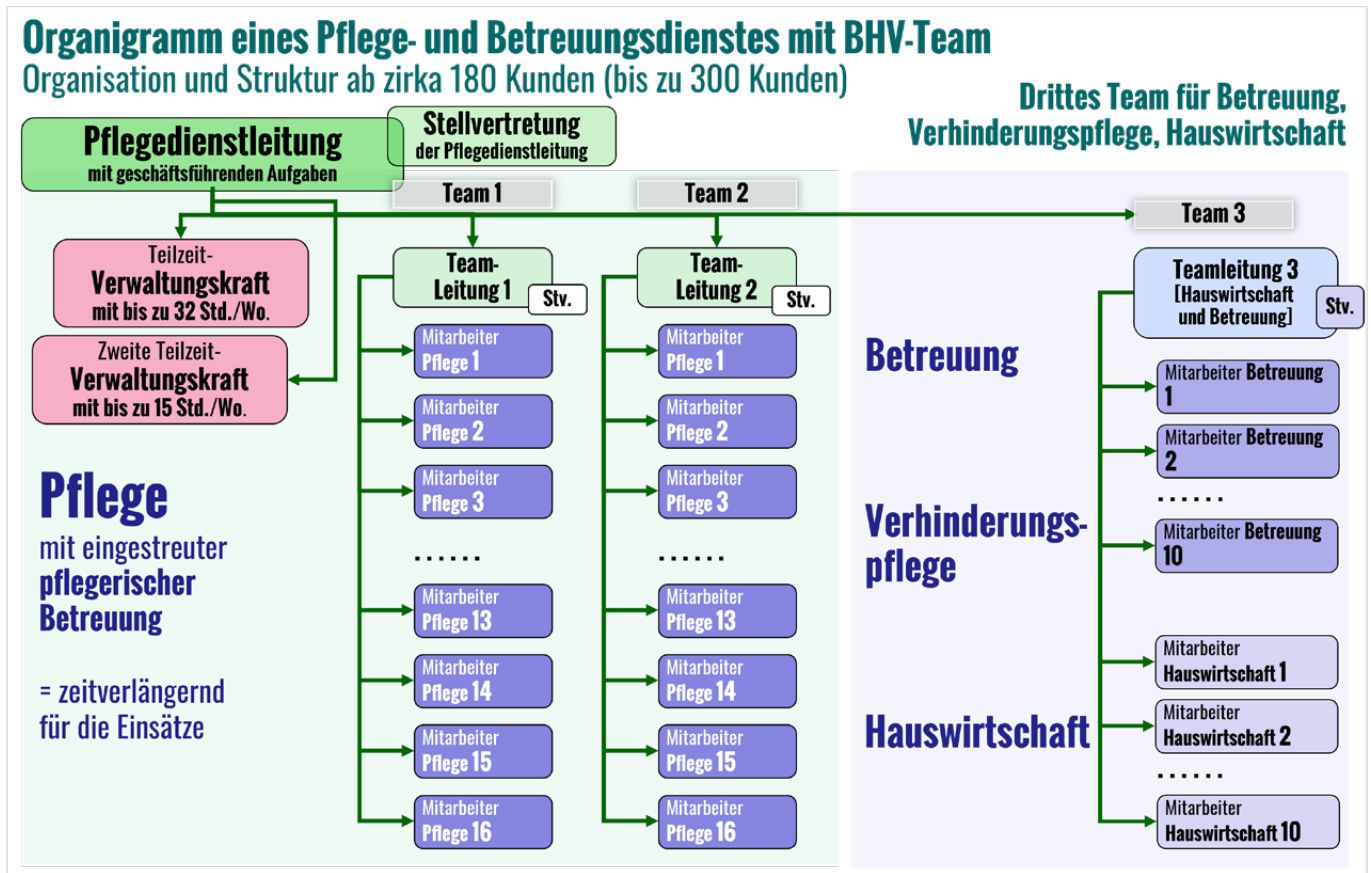 Organigramm eines Pflege- und Betreuungsdienstes mit BHV-Team
Organisation und Struktur ab zirka 180 Kunden (bis zu 300 Kunden)
Drittes Team für Betreuung,
Verhinderungspflege, Hauswirtschaft
Pflegedienstleitung
mit geschäftsführenden Aufgaben
Stellvertretung
der Pflegedienstleitung
Teilzeit-
Verwaltungskraft
mit bis zu 32 Std./Wo.
Zweite Teilzeit-
Verwaltungskraft
mit bis zu 15 Std./Wo.
Pflege
mit eingestreuter
pflegerischer
Betreuung
= zeitverlängernd
für die Einsätze
Team 1
Team-
Leitung 1
Stv.
Mitarbeiter
Pflege 1
Mitarbeiter
Pflege 2
Mitarbeiter
Pflege 3
......
Mitarbeiter
Pflege 13
Mitarbeiter
Pflege 14
Mitarbeiter
Pflege 15
Mitarbeiter
Pflege 16
Team 2
Team-
Leitung 2
Stv.
Mitarbeiter
Pflege 1
Mitarbeiter
Pflege 2
Mitarbeiter
Pflege 3
......
Mitarbeiter
Pflege 13
Mitarbeiter
Pflege 14
Mitarbeiter
Pflege 15
Mitarbeiter
Pflege 16
Betreuung
Verhinderungs-
pflege
Hauswirtschaft
Team 3
Teamleitung 3
[Hauswirtschaft
und Betreuung]
Stv.
Mitarbeiter Betreuung
1
Mitarbeiter Betreuung
2
......
Mitarbeiter Betreuung
10
Mitarbeiter
Hauswirtschaft 1
Mitarbeiter
Hauswirtschaft 2
......
Mitarbeiter
Hauswirtschaft 10